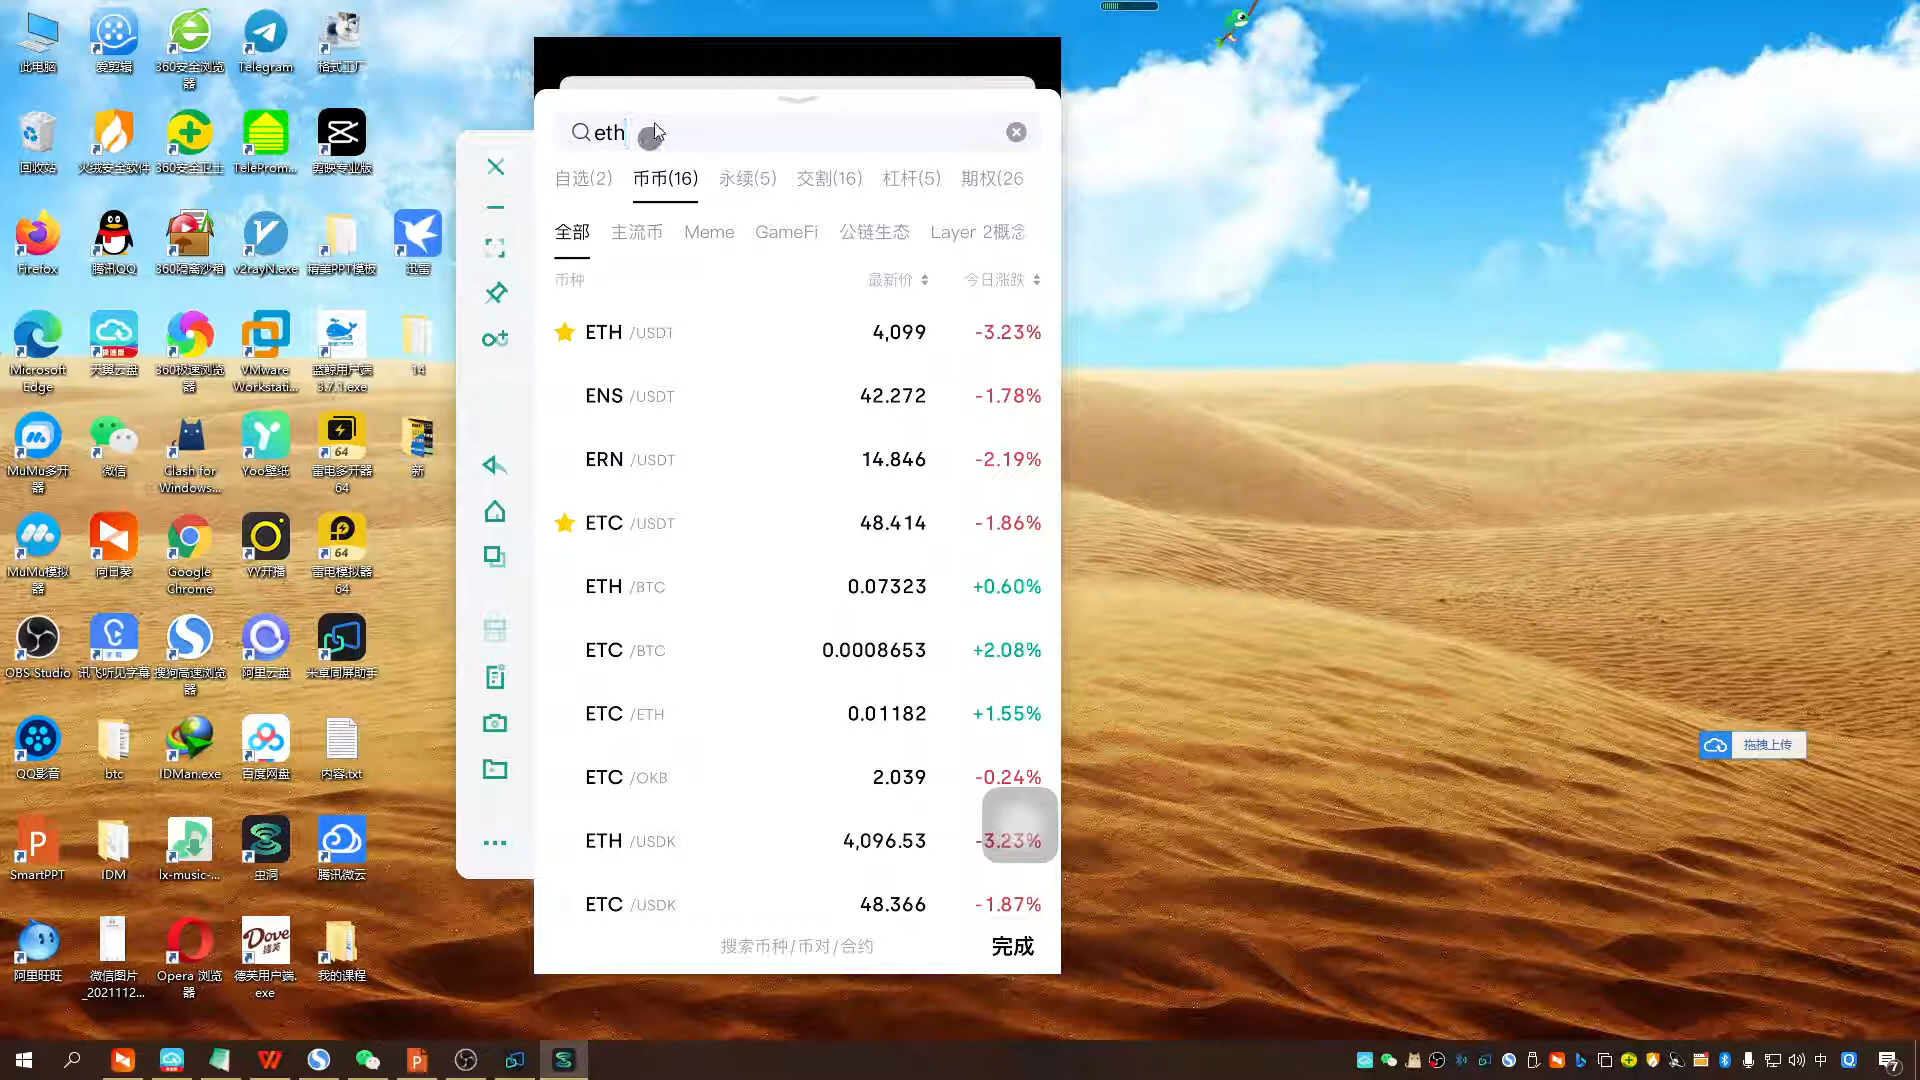 此电脑
爱剪辑
360安全浏览器
Telegram
格式工厂
回收站
火绒安全软件
360安全卫士
TeleProm...
剪映专业版
Firefox
腾讯QQ
360隔离沙箱
v2rayN.exe
精美PPT模板
迅雷
Microsoft Edge
天翼云盘
极速版
360极速浏览器
VMware Workstati...
蓝鲸用户端 3.7.1.exe
14
MuMu多开器
微信
Clash for Windows...
Yoo壁纸
雷电多开器64
64
新
MuMu模拟器
向日葵
Google Chrome
YY开播
雷电模拟器64
64
OBS Studio
讯飞听见字幕
搜狗高速浏览器
阿里云盘
米卓同屏助手
QQ影音
btc
IDMan.exe
百度网盘
内容.txt
SmartPPT
IDM
lx-music-...
虫洞
腾讯微云
阿里旺旺
微信图片_2021112...
Opera 浏览器
Dove
德芙用户端.exe
我的课程
eth
自选(2) 币币(16) 永续(5) 交割(16) 杠杆(5) 期权(26
全部 主流币 Meme GameFi 公链生态 Layer 2概念
币种 最新价 今日涨跌
ETH /USDT 4,099 -3.23%
ENS /USDT 42.272 -1.78%
ERN /USDT 14.846 -2.19%
ETC /USDT 48.414 -1.86%
ETH /BTC 0.07323 +0.60%
ETC /BTC 0.0008653 +2.08%
ETC /ETH 0.01182 +1.55%
ETC /OKB 2.039 -0.24%
ETH /USDK 4,096.53 -3.23%
ETC /USDK 48.366 -1.87%
搜索币种/币对/合约 完成
拖拽上传
中
7